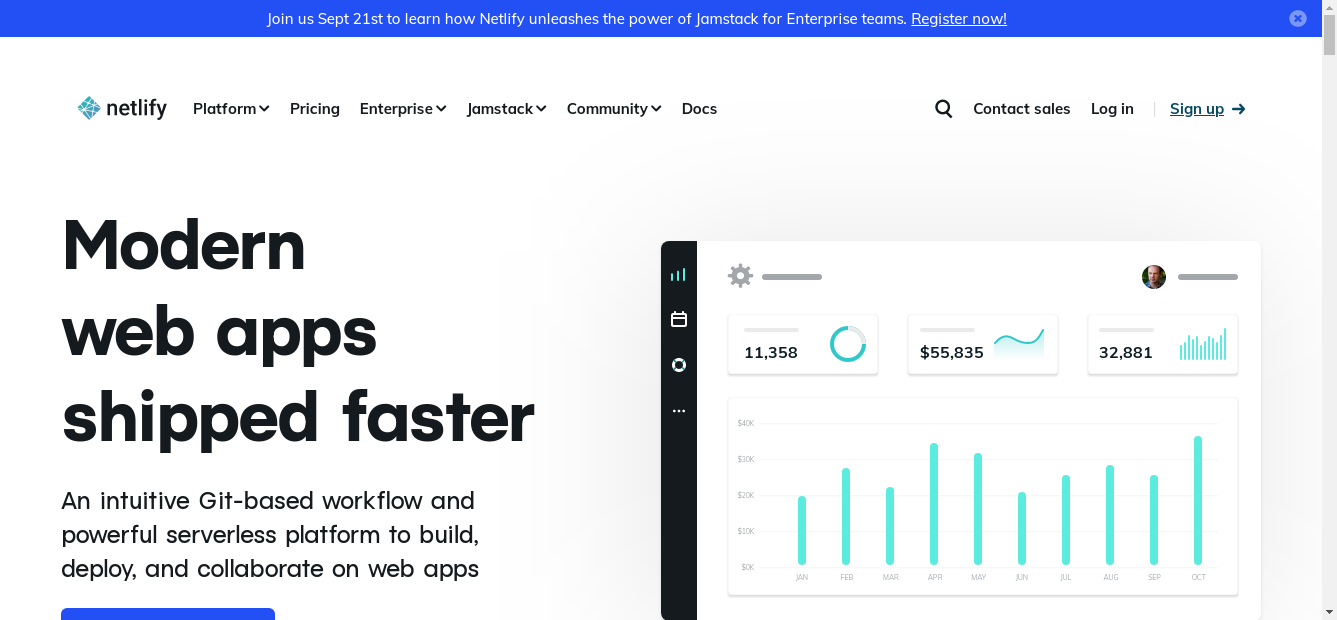 Join us Sept 21st to learn how Netlify unleashes the power of Jamstack for Enterprise teams. Register now!
netlify Platform Pricing Enterprise Jamstack Community Docs Contact sales Log in Sign up
Modern
web apps
shipped faster
An intuitive Git-based workflow and
powerful serverless platform to build,
deploy, and collaborate on web apps
11,358 $55,835 32,881
$40K
$30K
$20K
$10K
$0K
JAN FEB MAR APR MAY JUN JUL AUG SEP OCT